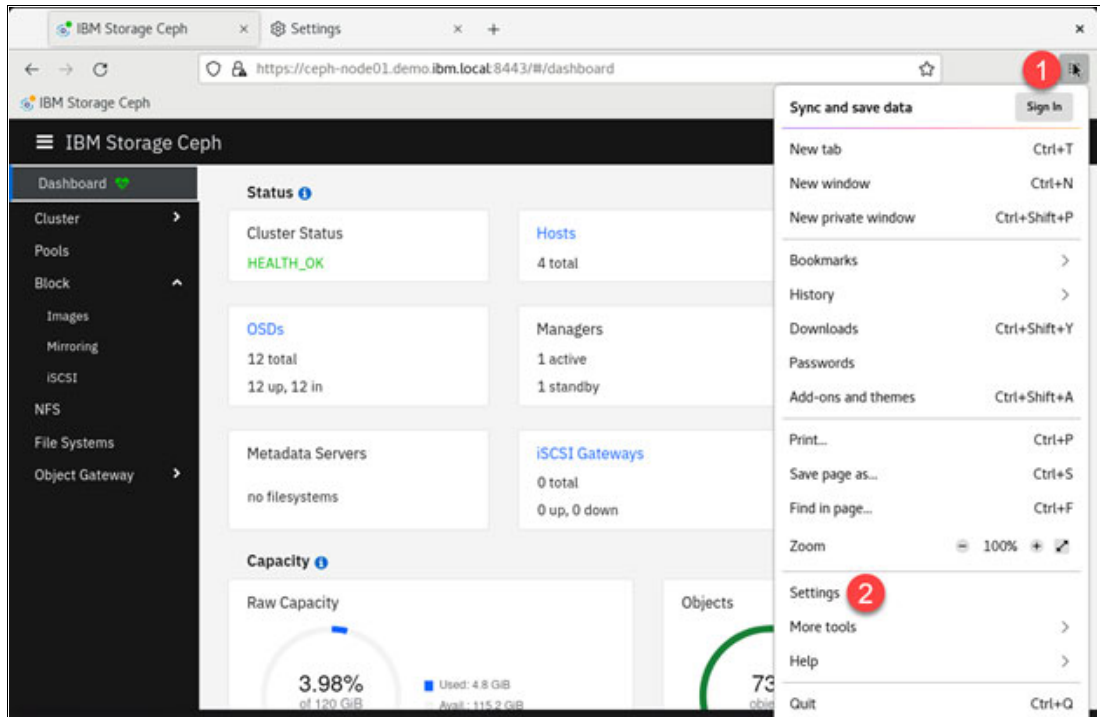 IBM Storage Ceph
Settings
https://ceph-node01.demo.ibm.local:8443/#/dashboard
1
IBM Storage Ceph
IBM Storage Ceph
Dashboard
Cluster
Pools
Block
Images
Mirroring
iSCSI
NFS
File Systems
Object Gateway
Status
Cluster Status
HEALTH_OK
Hosts
4 total
OSDs
12 total
12 up, 12 in
Managers
1 active
1 standby
Metadata Servers
no filesystems
iSCSI Gateways
0 total
0 up, 0 down
Capacity
Raw Capacity
3.98%
of 120 GiB
Used: 4.8 GiB
Avail.: 115.2 GiB
Objects
73
Sync and save data Sign In
New tab Ctrl+T
New window Ctrl+N
New private window Ctrl+Shift+P
Bookmarks
History
Downloads Ctrl+Shift+Y
Passwords
Add-ons and themes Ctrl+Shift+A
Print... Ctrl+P
Save page as... Ctrl+S
Find in page... Ctrl+F
Zoom 100%
Settings 2
More tools
Help
Quit Ctrl+Q